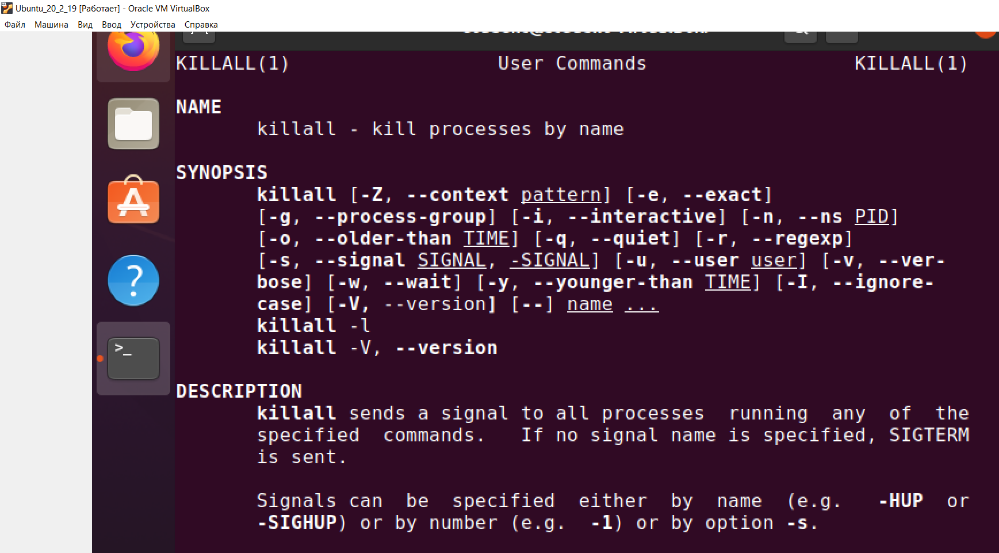 Ubuntu_20_2_19 [Работает] - Oracle VM VirtualBox
Файл Машина Вид Ввод Устройства Справка
KILLALL(1) User Commands KILLALL(1)
NAME
killall - kill processes by name
SYNOPSIS
killall [-Z, --context pattern] [-e, --exact]
[-g, --process-group] [-i, --interactive] [-n, --ns PID]
[-o, --older-than TIME] [-q, --quiet] [-r, --regexp]
[-s, --signal SIGNAL, -SIGNAL] [-u, --user user] [-v, --ver-
bose] [-w, --wait] [-y, --younger-than TIME] [-I, --ignore-
case] [-V, --version] [--] name ...
killall -l
killall -V, --version
DESCRIPTION
killall sends a signal to all processes running any of the
specified commands. If no signal name is specified, SIGTERM
is sent.
Signals can be specified either by name (e.g. -HUP or
-SIGHUP) or by number (e.g. -1) or by option -s.